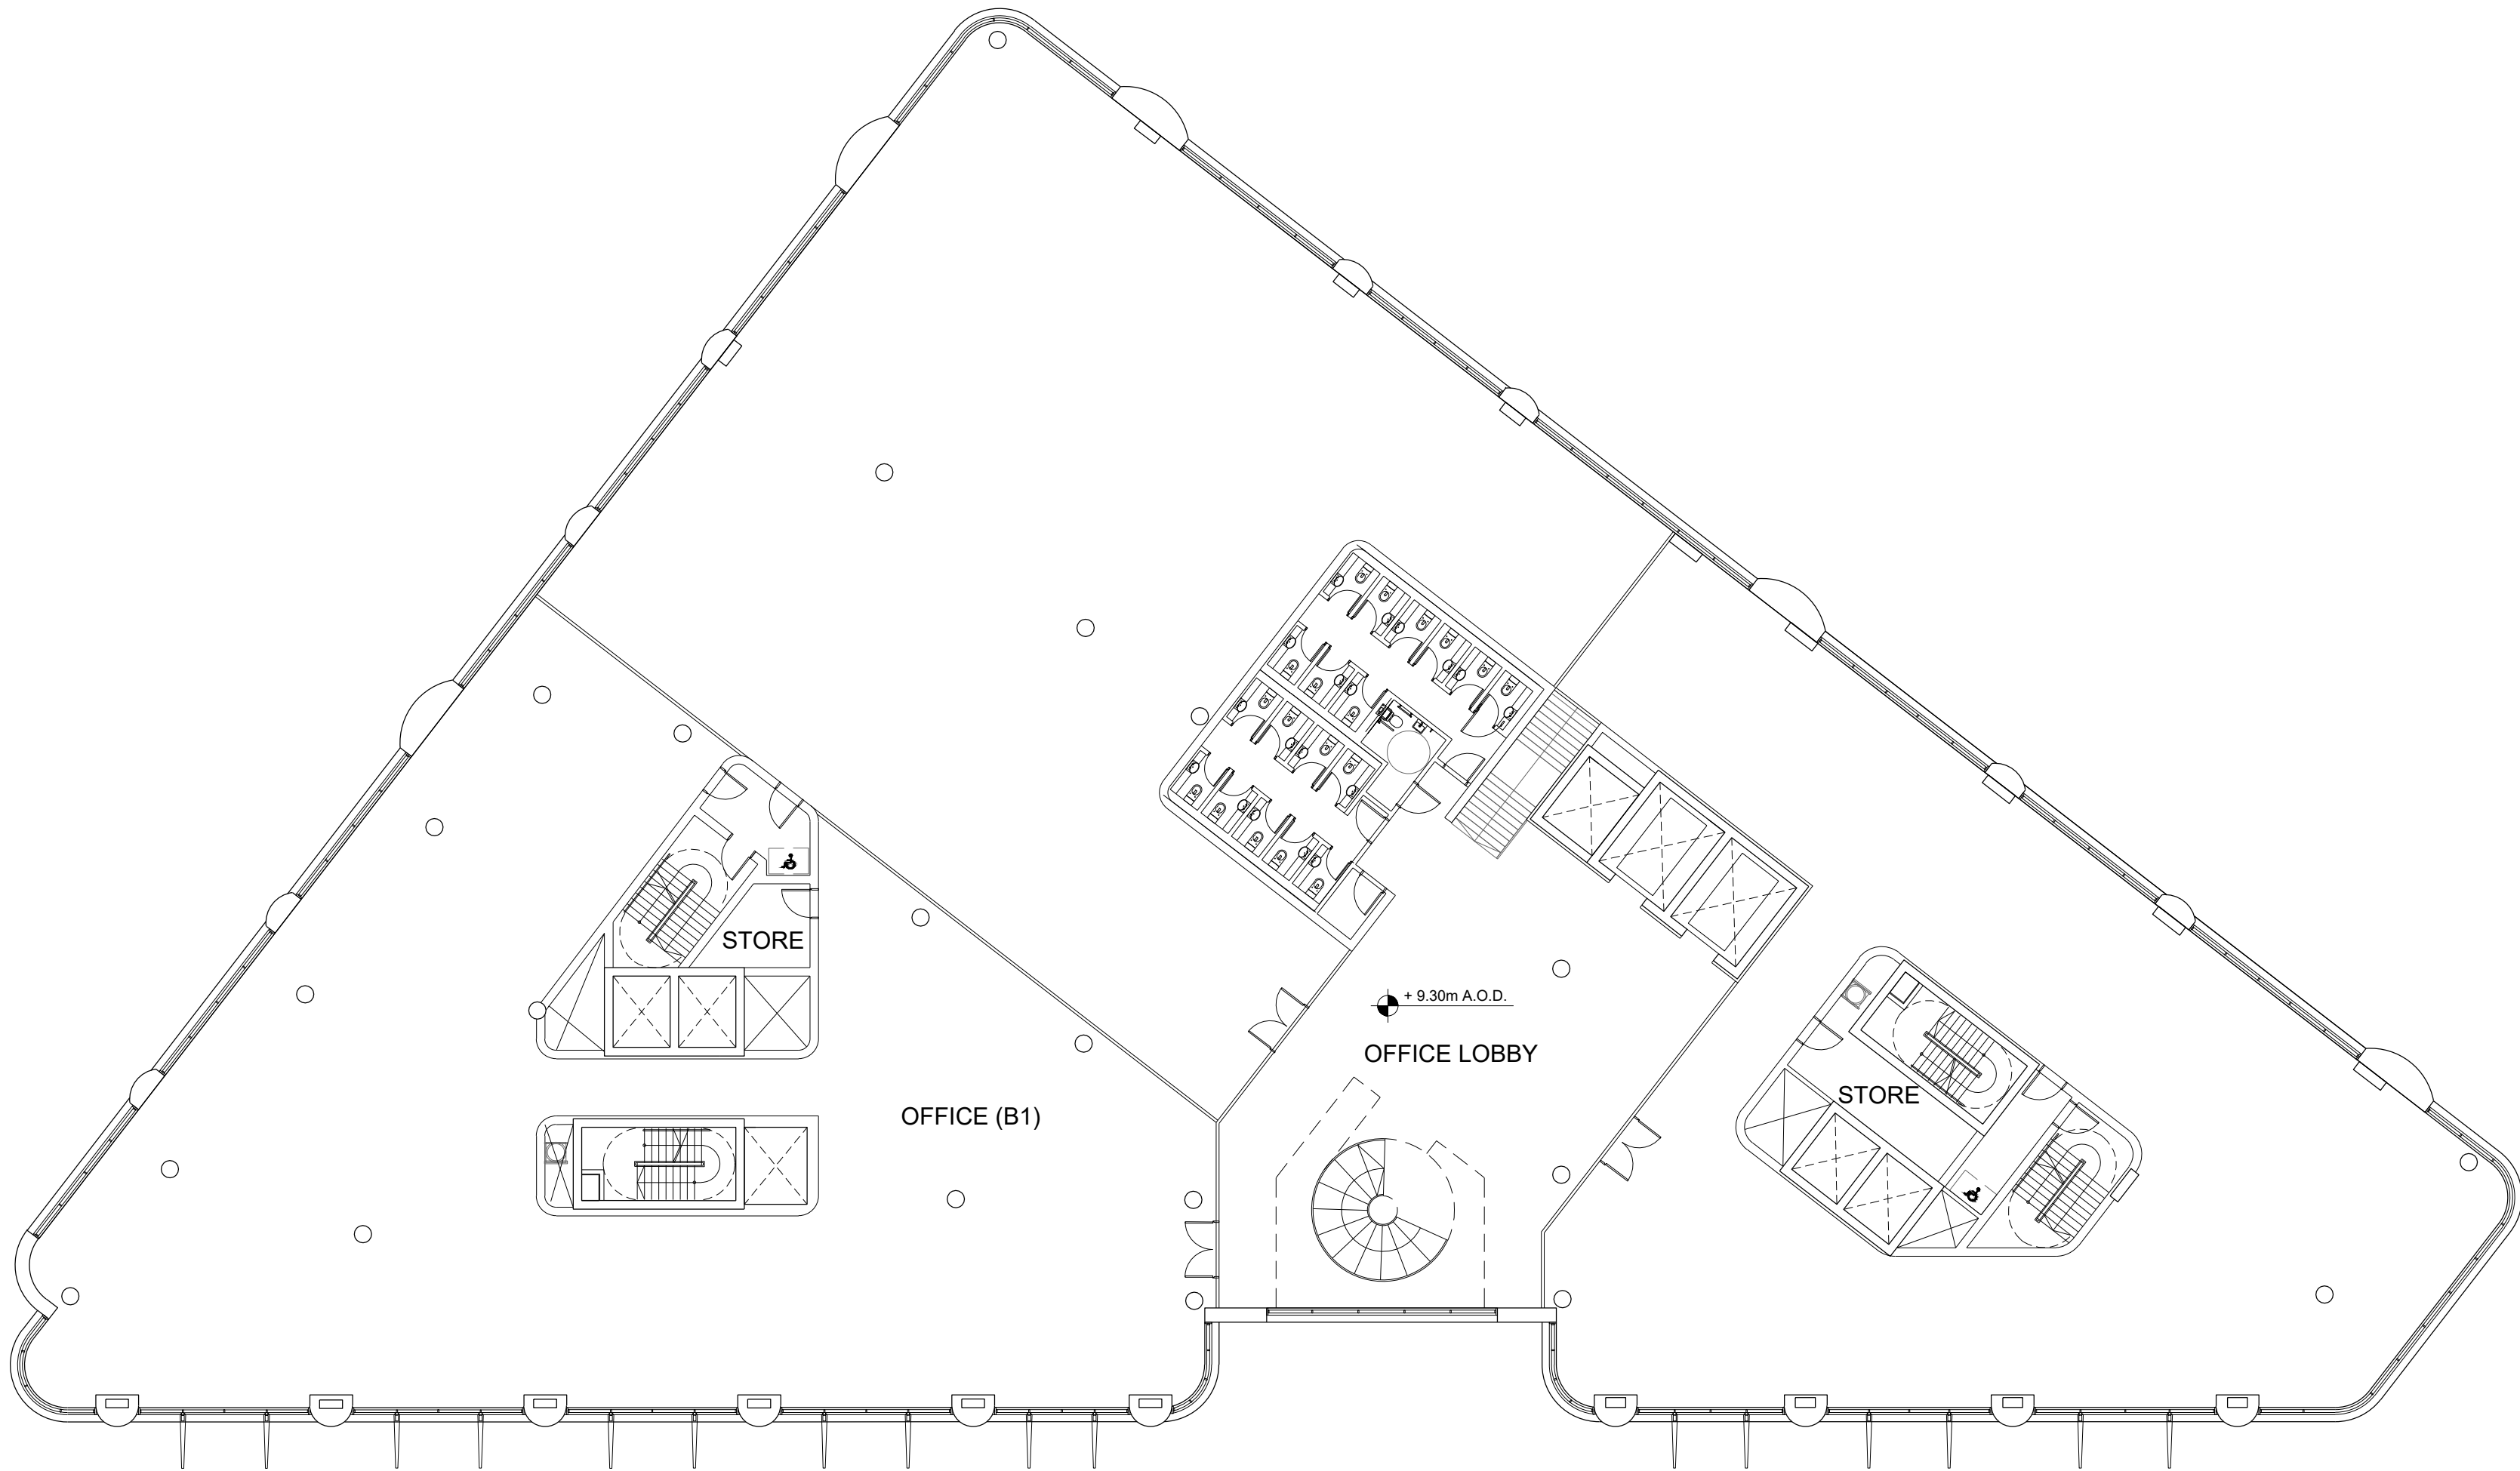 STORE
+ 9.30m A.O.D.
OFFICE LOBBY
STORE
OFFICE (B1)